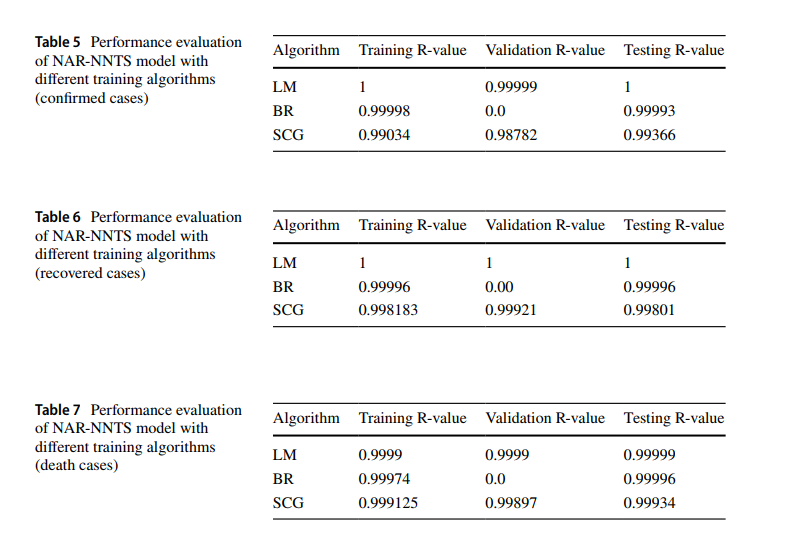 Table 5 Performance evaluation
of NAR-NNTS model with
different training algorithms
(confirmed cases)
Algorithm Training R-value Validation R-value Testing R-value
LM 1 0.99999 1
BR 0.99998 0.0 0.99993
SCG 0.99034 0.98782 0.99366
Table 6 Performance evaluation
of NAR-NNTS model with
different training algorithms
(recovered cases)
Algorithm Training R-value Validation R-value Testing R-value
LM 1 1 1
BR 0.99996 0.00 0.99996
SCG 0.998183 0.99921 0.99801
Table 7 Performance evaluation
of NAR-NNTS model with
different training algorithms
(death cases)
Algorithm Training R-value Validation R-value Testing R-value
LM 0.9999 0.9999 0.99999
BR 0.99974 0.0 0.99996
SCG 0.999125 0.99897 0.99934